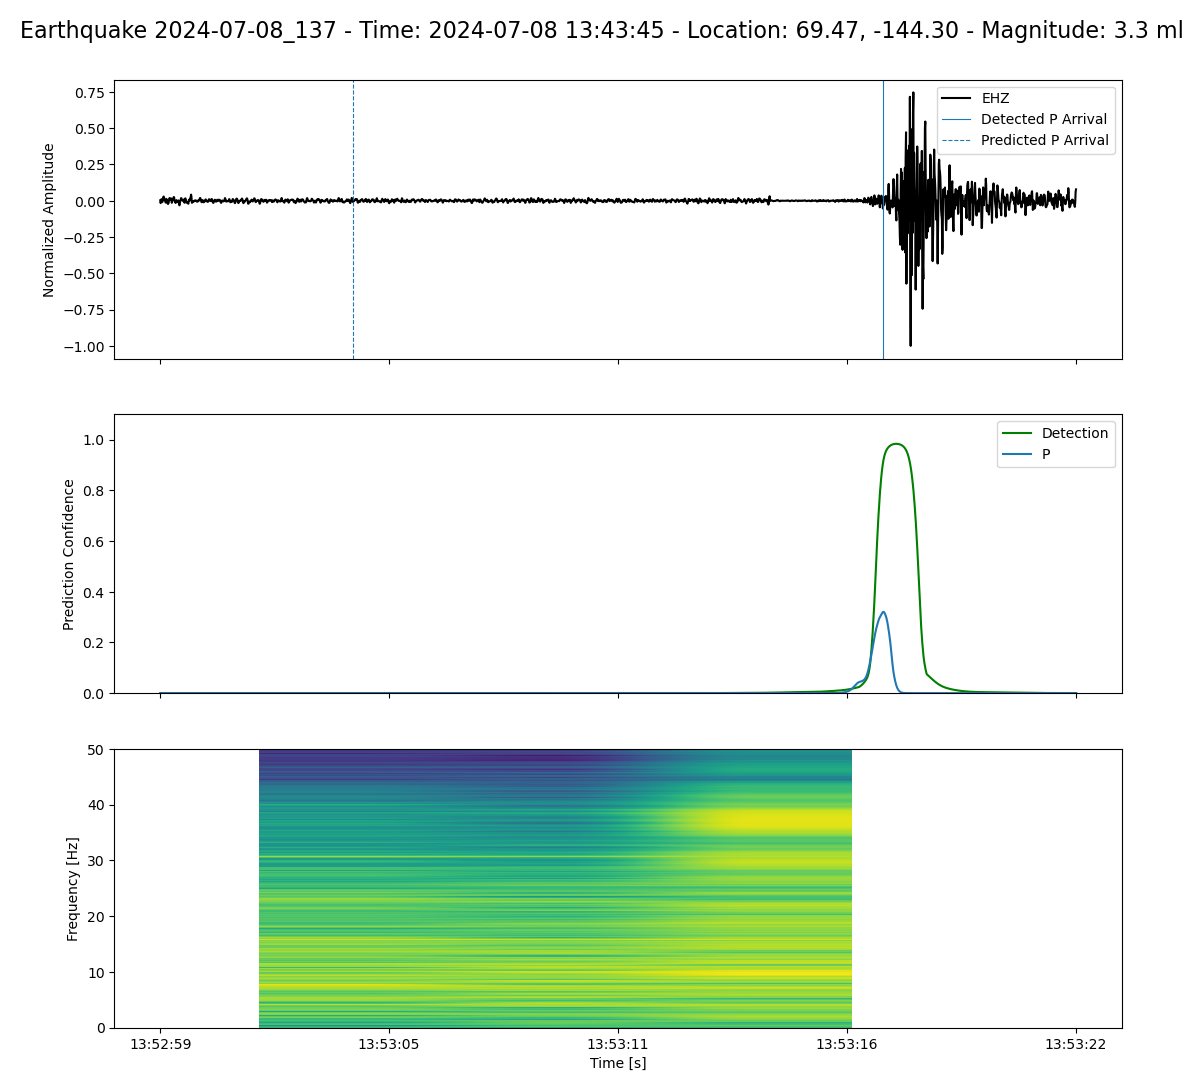 Earthquake 2024-07-08_137 - Time: 2024-07-08 13:43:45 - Location: 69.47, -144.30 - Magnitude: 3.3 ml
Normalized Amplitude
0.75
0.50
0.25
0.00
−0.25
−0.50
−0.75
−1.00
EHZ
Detected P Arrival
Predicted P Arrival
Prediction Confidence
1.0
0.8
0.6
0.4
0.2
0.0
Detection
P
Frequency [Hz]
50
40
30
20
10
0
13:52:59 13:53:05 13:53:11 13:53:16 13:53:22
Time [s]